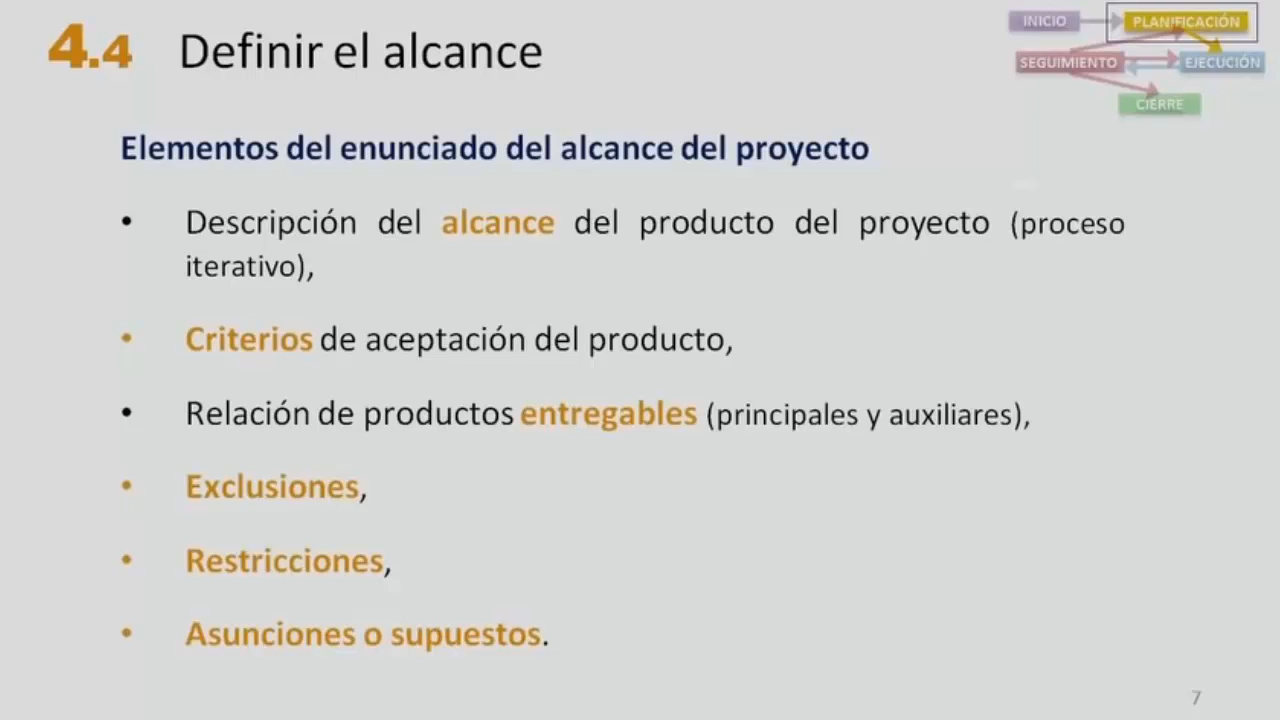 4.4 Definir el alcance
INICIO
PLANIFICACIÓN
SEGUIMIENTO
EJECUCIÓN
CIERRE
Elementos del enunciado del alcance del proyecto
• Descripción del alcance del producto del proyecto (proceso
iterativo),
• Criterios de aceptación del producto,
• Relación de productos entregables (principales y auxiliares),
• Exclusiones,
• Restricciones,
• Asunciones o supuestos.
7